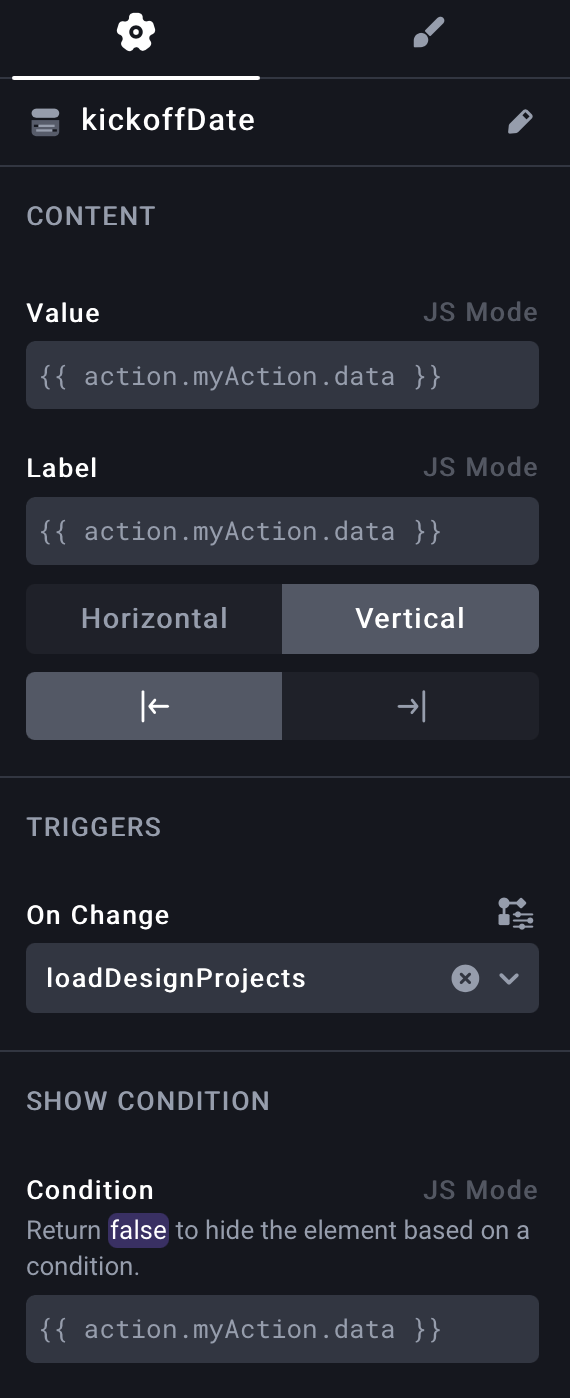 kickoffDate
CONTENT
Value JS Mode
{{ action.myAction.data }}
Label JS Mode
{{ action.myAction.data }}
Horizontal Vertical
TRIGGERS
On Change
loadDesignProjects
SHOW CONDITION
Condition JS Mode
Return false to hide the element based on a
condition.
{{ action.myAction.data }}